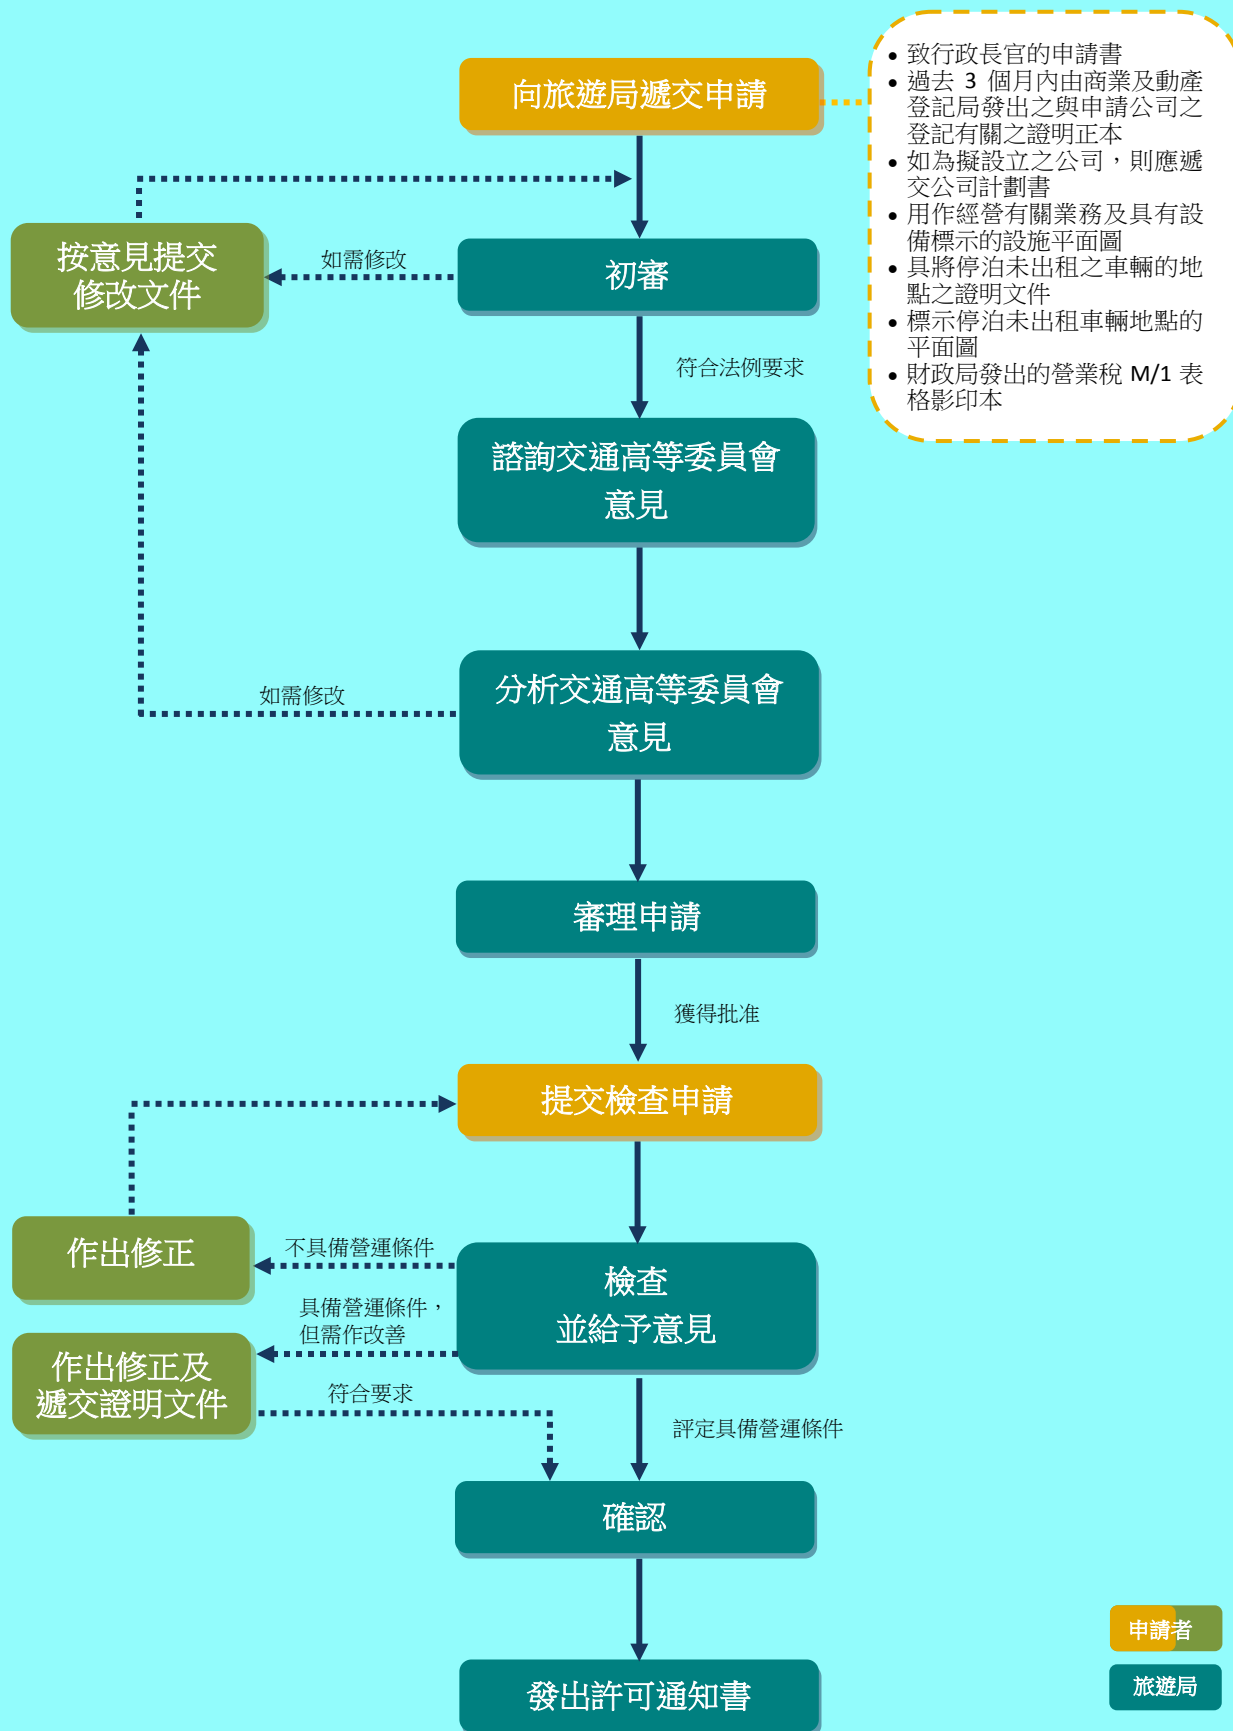 向旅遊局遞交申請
• 致行政長官的申請書
• 過去 3 個月內由商業及動產
登記局發出之與申請公司之
登記有關之證明正本
• 如為擬設立之公司，則應遞
交公司計劃書
• 用作經營有關業務及具有設
備標示的設施平面圖
• 具將停泊未出租之車輛的地
點之證明文件
• 標示停泊未出租車輛地點的
平面圖
• 財政局發出的營業稅 M/1 表
格影印本
按意見提交
修改文件
如需修改
初審
符合法例要求
諮詢交通高等委員會
意見
分析交通高等委員會
意見
如需修改
審理申請
獲得批准
提交檢查申請
作出修正
不具備營運條件
檢查
並給予意見
具備營運條件，
但需作改善
作出修正及
遞交證明文件
符合要求
評定具備營運條件
確認
發出許可通知書
申請者
旅遊局